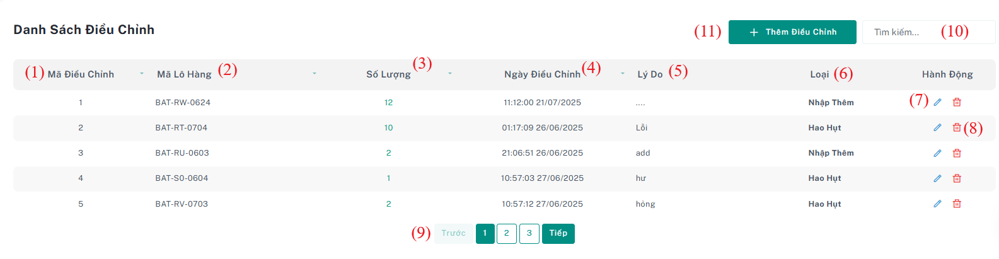 Danh Sách Điều Chỉnh (11) + Thêm Điều Chỉnh Tìm kiếm... (10)
(1) Mã Điều Chỉnh Mã Lô Hàng (2) Số Lượng (3) Ngày Điều Chỉnh (4) Lý Do (5) Loại (6) Hành Động
1 BAT-RW-0624 12 11:12:00 21/07/2025 .... Nhập Thêm (7)
2 BAT-RT-0704 10 01:17:09 26/06/2025 Lỗi Hao Hụt (8)
3 BAT-RU-0603 2 21:06:51 26/06/2025 add Nhập Thêm
4 BAT-S0-0604 1 10:57:03 27/06/2025 hư Hao Hụt
5 BAT-RV-0703 2 10:57:12 27/06/2025 hỏng Hao Hụt
(9) Trước 1 2 3 Tiếp